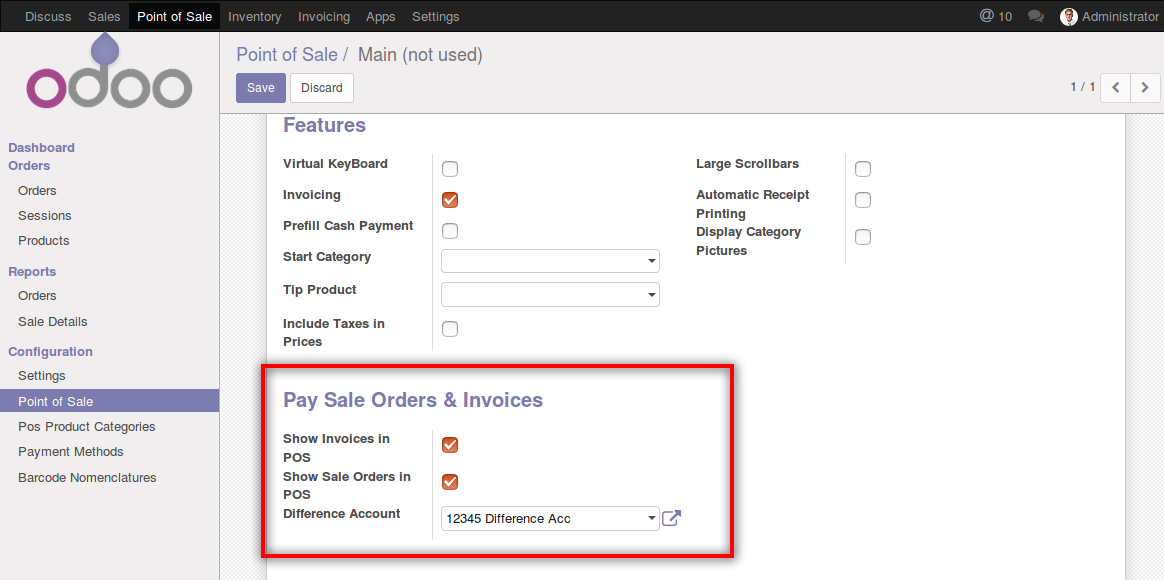 Discuss Sales Point of Sale Inventory Invoicing Apps Settings @ 10 Administrator
odoo
Point of Sale / Main (not used)
Save Discard 1 / 1
Dashboard
Orders
Orders
Sessions
Products
Reports
Orders
Sale Details
Configuration
Settings
Point of Sale
Pos Product Categories
Payment Methods
Barcode Nomenclatures
Features
Virtual KeyBoard
Invoicing
Prefill Cash Payment
Start Category
Tip Product
Include Taxes in
Prices
Large Scrollbars
Automatic Receipt
Printing
Display Category
Pictures
Pay Sale Orders & Invoices
Show Invoices in
POS
Show Sale Orders in
POS
Difference Account 12345 Difference Acc